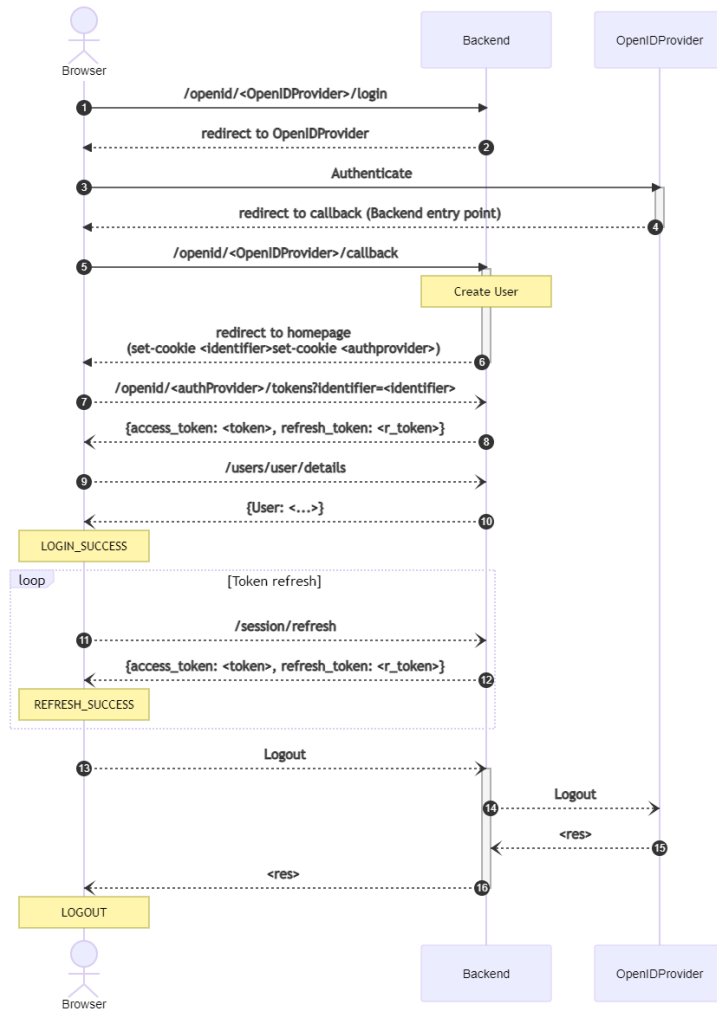 Browser
Backend
OpenIDProvider
/openid/<OpenIDProvider>/login
1
redirect to OpenIDProvider
2
Authenticate
3
redirect to callback (Backend entry point)
4
/openid/<OpenIDProvider>/callback
5
Create User
redirect to homepage
(set-cookie <identifier>set-cookie <authprovider>)
6
/openid/<authProvider>/tokens?identifier=<identifier>
7
{access_token: <token>, refresh_token: <r_token>}
8
/users/user/details
9
{User: <...>}
10
LOGIN_SUCCESS
loop
[Token refresh]
/session/refresh
11
{access_token: <token>, refresh_token: <r_token>}
12
REFRESH_SUCCESS
Logout
13
Logout
14
<res>
15
<res>
16
LOGOUT
Browser
Backend
OpenIDProvider